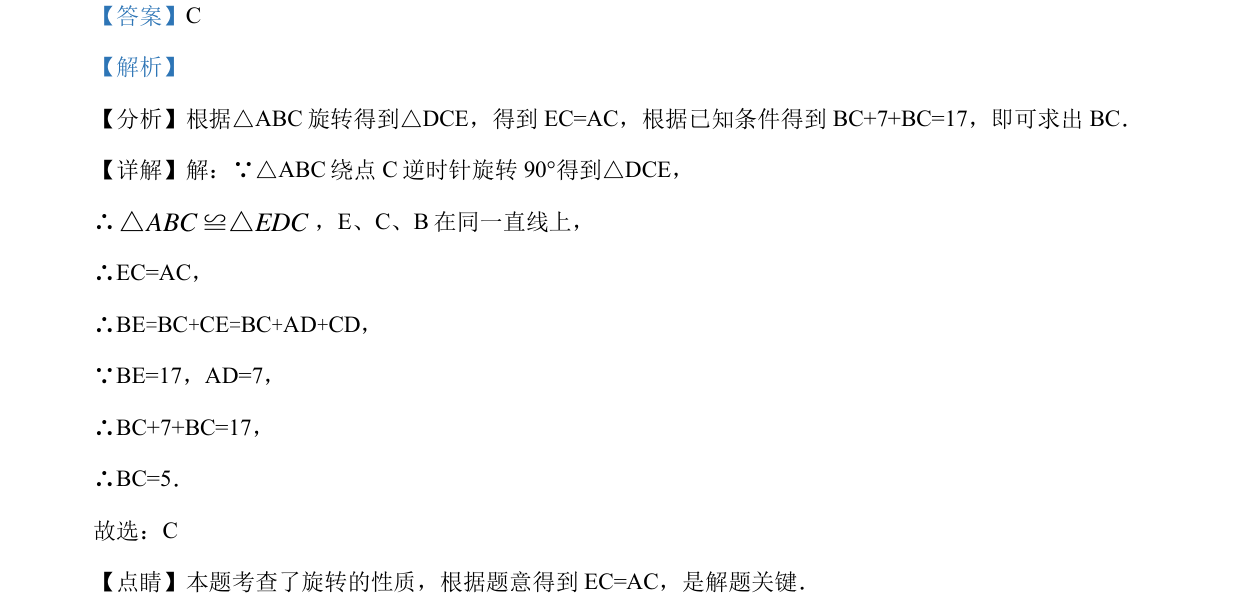 【答案】C
【解析】
【分析】根据△ABC 旋转得到△DCE，得到 EC=AC，根据已知条件得到 BC+7+BC=17，即可求出 BC．
【详解】解：∵△ABC 绕点 C 逆时针旋转 90°得到△DCE，
∴△ABC≌△EDC，E、C、B 在同一直线上，
∴EC=AC，
∴BE=BC+CE=BC+AD+CD，
∵BE=17，AD=7，
∴BC+7+BC=17，
∴BC=5．
故选：C
【点睛】本题考查了旋转的性质，根据题意得到 EC=AC，是解题关键．